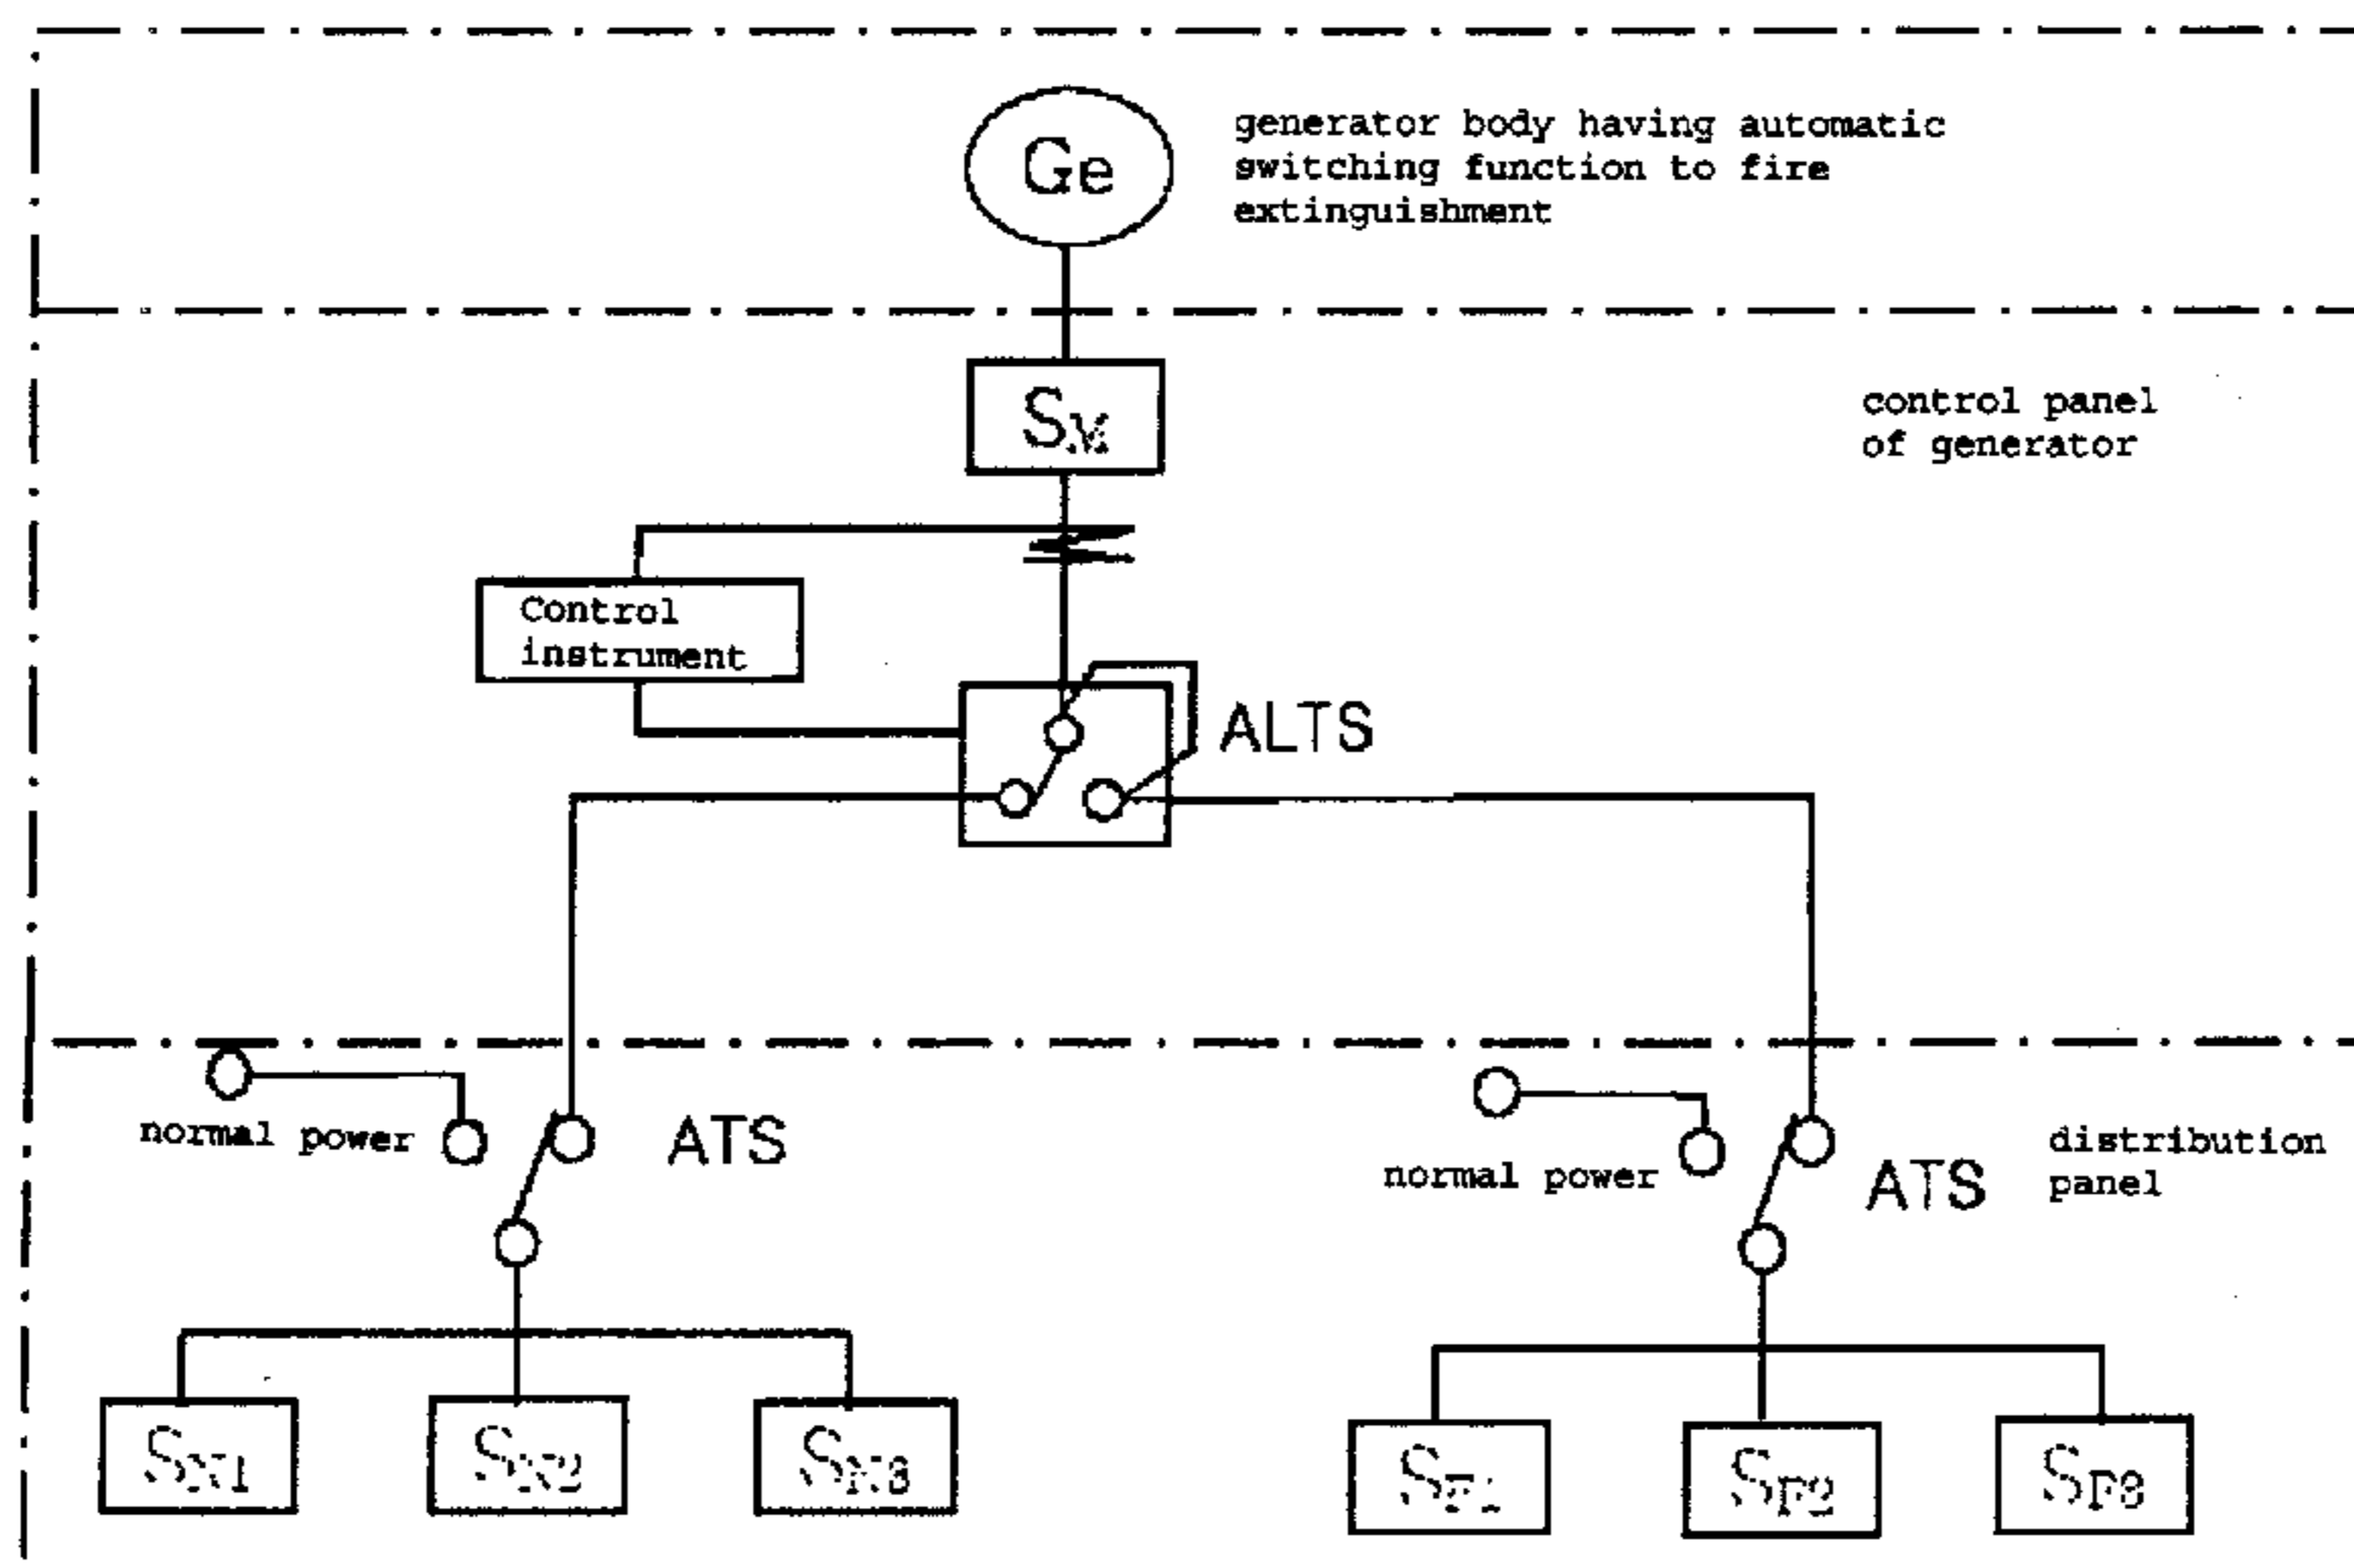 Ge
generator body having automatic
switching function to fire
extinguishment
SM
control panel
of generator
Control
instrument
ALTS
normal power
ATS
normal power
ATS
distribution
panel
SN1
SN2
SN3
SF1
SF2
SF3